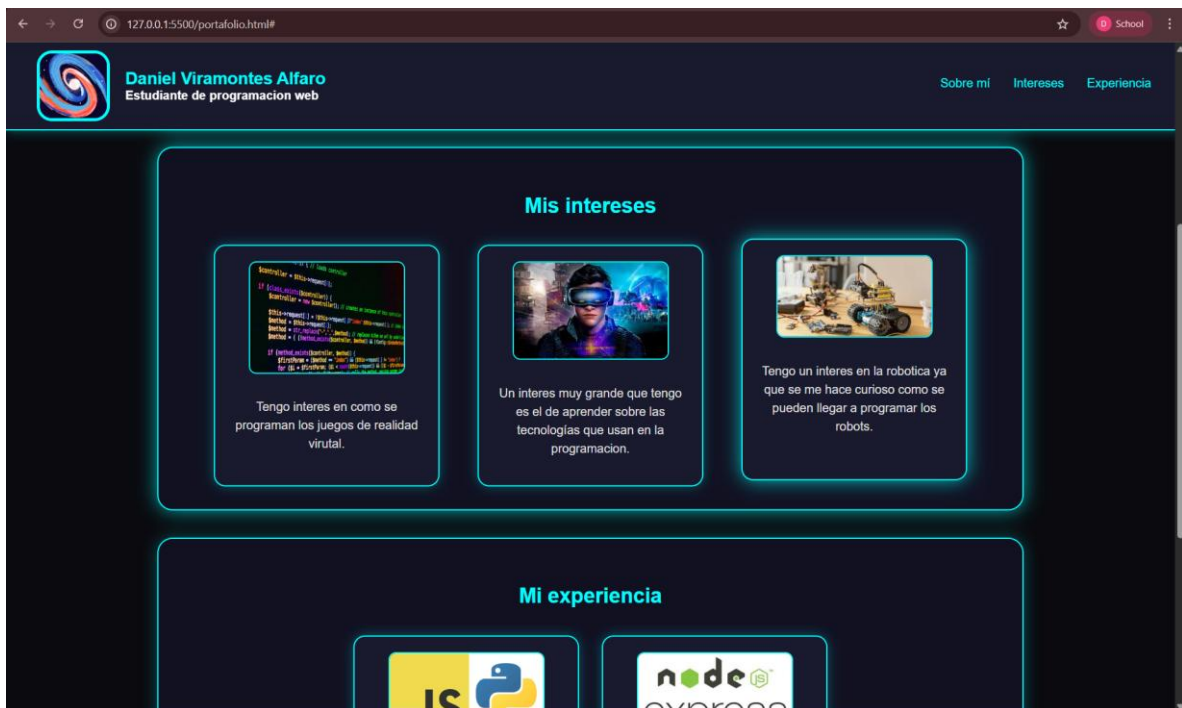 127.0.0.1:5500/portafolio.html#
School
Daniel Viramontes Alfaro
Estudiante de programacion web
Sobre mí
Intereses
Experiencia
Mis intereses
Tengo interes en como se
programan los juegos de realidad
virutal.
Un interes muy grande que tengo
es el de aprender sobre las
tecnologías que usan en la
programacion.
Tengo un interes en la robotica ya
que se me hace curioso como se
pueden llegar a programar los
robots.
Mi experiencia
JS
node
JS
express